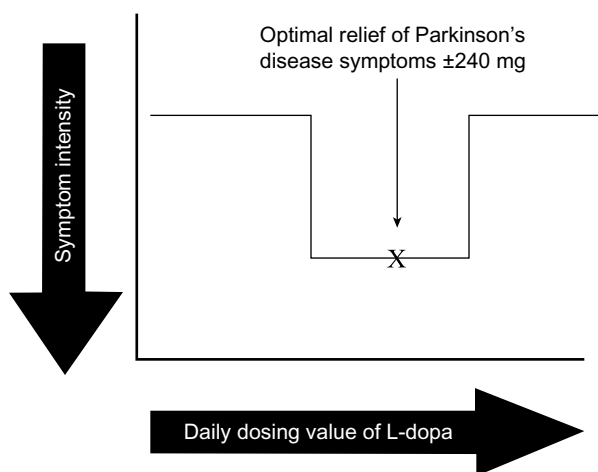 Optimal relief of Parkinson’s
disease symptoms ±240 mg
Symptom intensity
X
Daily dosing value of L-dopa